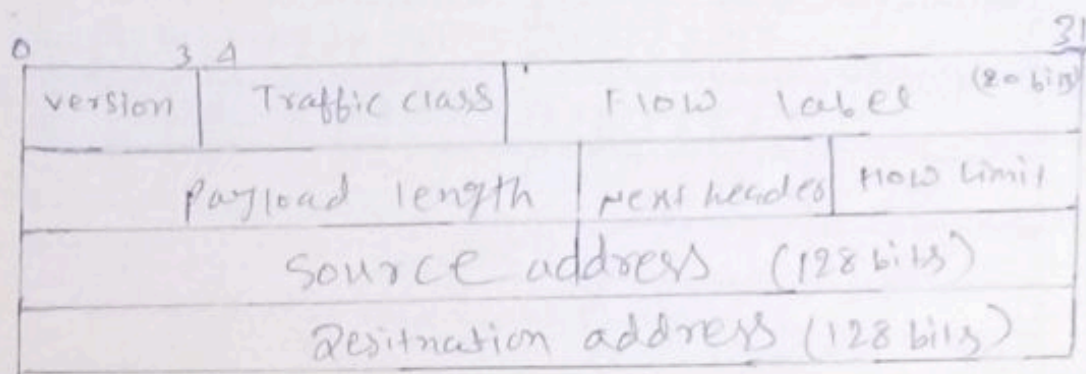 0 3 4 31
version Traffic class Flow label (20 bits)
Payload length Next header Flow Limit
Source address (128 bits)
Desitnation address (128 bits)